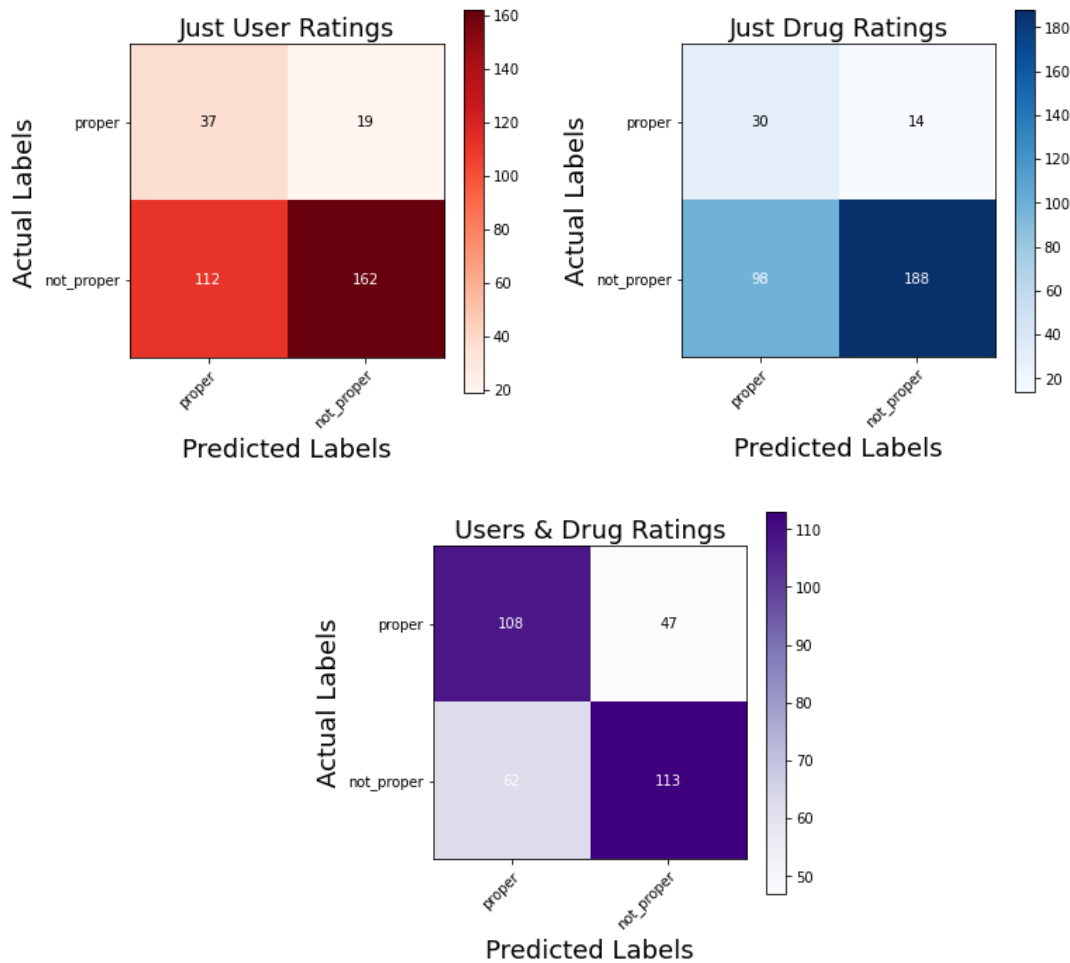 Just User Ratings
Actual Labels
proper
not_proper
37
19
112
162
proper
not_proper
Predicted Labels
160
140
120
100
80
60
40
20
Just Drug Ratings
Actual Labels
proper
not_proper
30
14
98
188
proper
not_proper
Predicted Labels
180
160
140
120
100
80
60
40
20
Users & Drug Ratings
Actual Labels
proper
not_proper
108
47
62
113
proper
not_proper
Predicted Labels
110
100
90
80
70
60
50